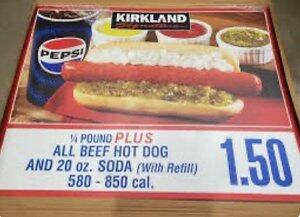 KIRKLAND
Signature
PEPSI
¼ POUND PLUS
ALL BEEF HOT DOG
AND 20 oz. SODA (With Refill)
580 - 850 cal.
1.50